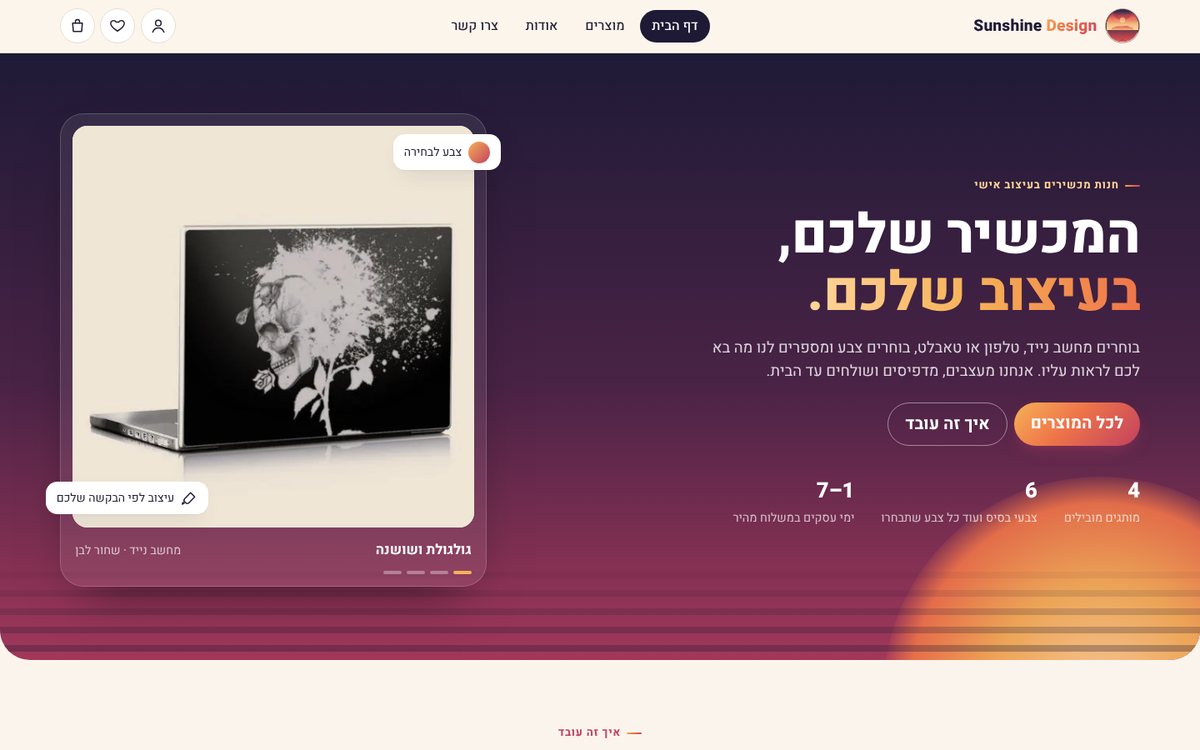 Sunshine Design
דף הבית
מוצרים
אודות
צרו קשר
חנות מכשירים בעיצוב אישי
המכשיר שלכם,
בעיצוב שלכם.
בוחרים מחשב נייד, טלפון או טאבלט, בוחרים צבע ומספרים לנו מה בא
לכם לראות עליו. אנחנו מעצבים, מדפיסים ושולחים עד הבית.
לכל המוצרים
איך זה עובד
4
מותגים מובילים
6
צבעי בסיס ועוד כל צבע שתבחרו
1–7
ימי עסקים במשלוח מהיר
צבע לבחירה
עיצוב לפי הבקשה שלכם
גולגולת ושושנה
מחשב נייד · שחור לבן
איך זה עובד